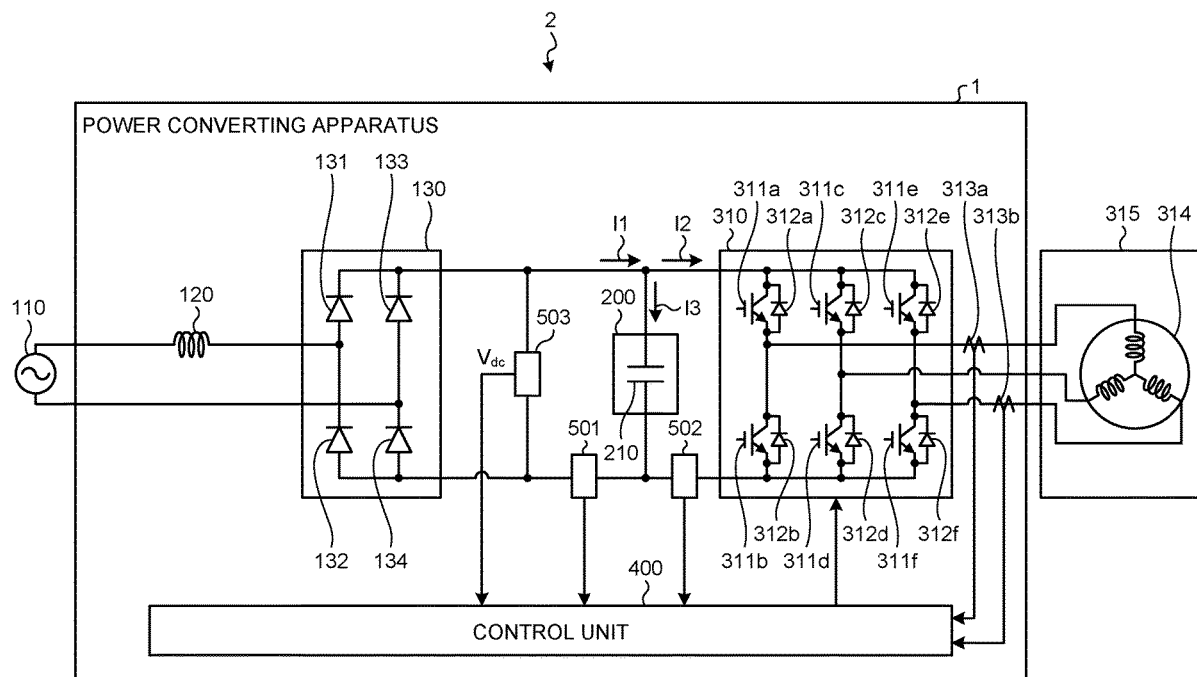 2
1
POWER CONVERTING APPARATUS
131 133
130
311a 311c 311e 313a
310 312a 312c 312e 313b
315 314
I1 I2
110
120
503
200
I3
Vdc
501
210
502
132 134
312b 312d 312f
311b 311d 311f
400
CONTROL UNIT